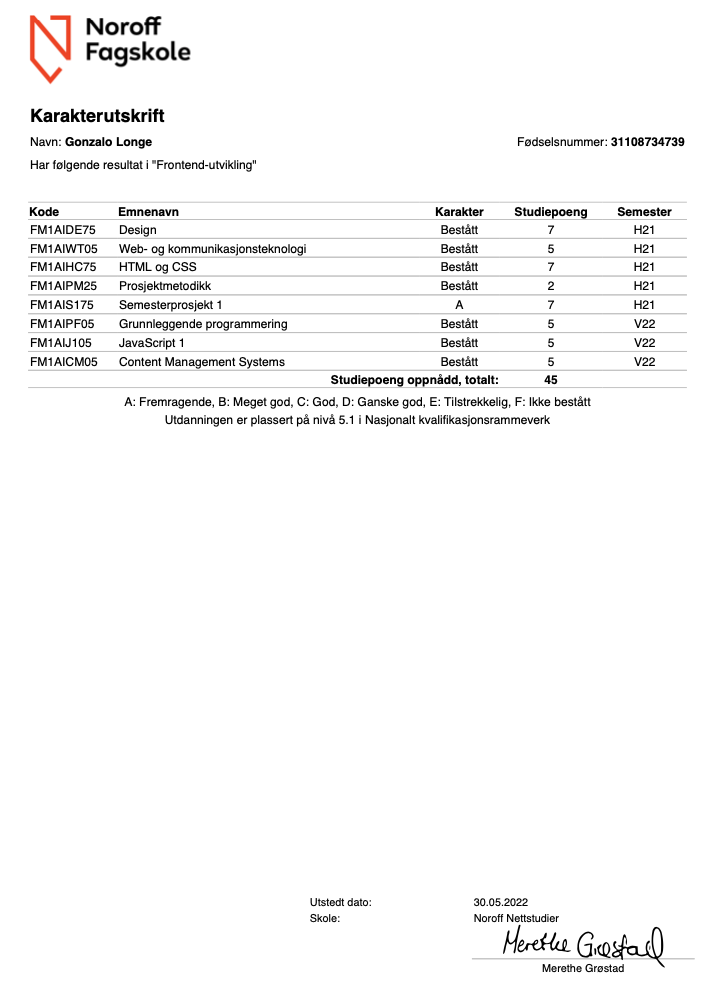 Noroff
Fagskole
Karakterutskrift
Navn: Gonzalo Longe Fødselsnummer: 31108734739
Har følgende resultat i "Frontend-utvikling"
Kode Emnenavn Karakter Studiepoeng Semester
FM1AIDE75 Design Bestått 7 H21
FM1AIWT05 Web- og kommunikasjonsteknologi Bestått 5 H21
FM1AIHC75 HTML og CSS Bestått 7 H21
FM1AIPM25 Prosjektmetodikk Bestått 2 H21
FM1AIS175 Semesterprosjekt 1 A 7 H21
FM1AIPF05 Grunnleggende programmering Bestått 5 V22
FM1AIJ105 JavaScript 1 Bestått 5 V22
FM1AICM05 Content Management Systems Bestått 5 V22
Studiepoeng oppnådd, totalt: 45
A: Fremragende, B: Meget god, C: God, D: Ganske god, E: Tilstrekkelig, F: Ikke bestått
Utdanningen er plassert på nivå 5.1 i Nasjonalt kvalifikasjonsrammeverk
Utstedt dato: 30.05.2022
Skole: Noroff Nettstudier
Merethe Grøstad
Merethe Grøstad